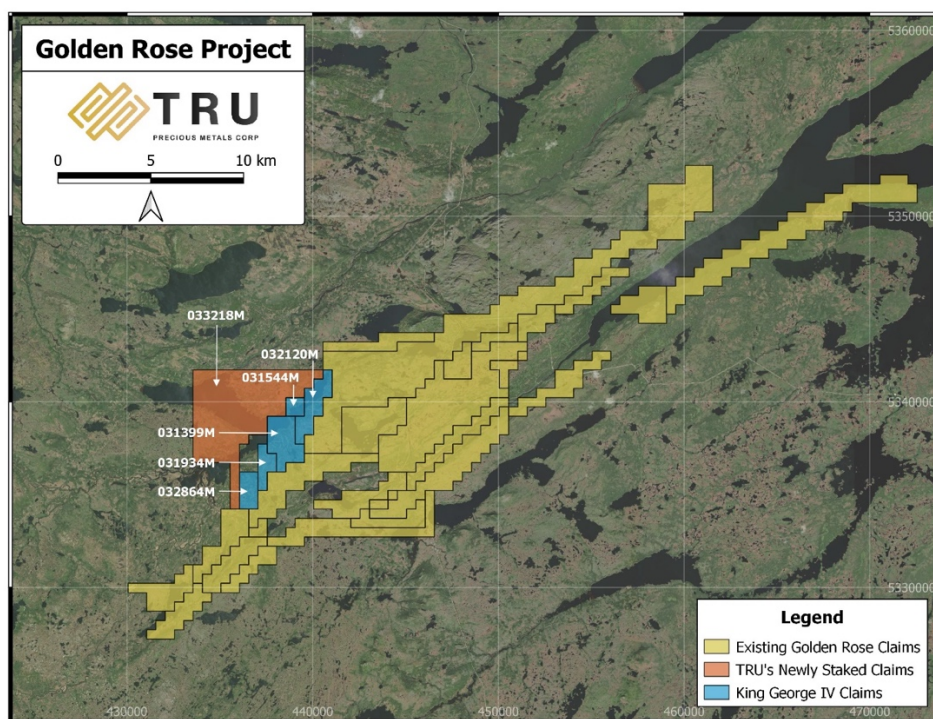 Golden Rose Project
TRU
PRECIOUS METALS CORP
0 5 10 km
5360000
5350000
033218M
032120M
031544M
5340000
031399M
031934M
032864M
5330000
Legend
Existing Golden Rose Claims
TRU's Newly Staked Claims
King George IV Claims
430000 440000 450000 460000 470000